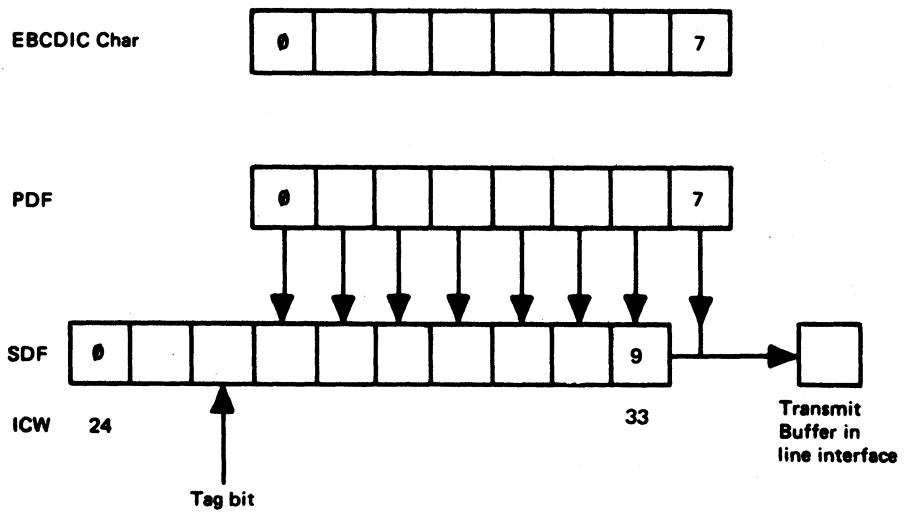 EBCDIC Char 0 7
PDF 0 7
SDF 0 9
ICW 24 33
Transmit
Buffer in
line interface
Tag bit